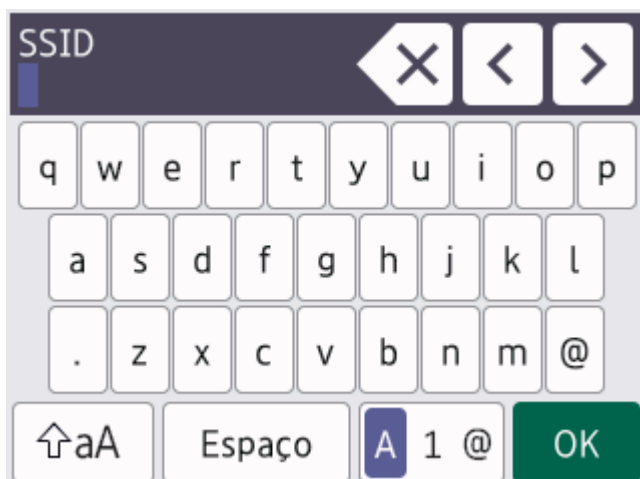 SSID
q w e r t y u i o p
a s d f g h j k l
. z x c v b n m @
aA Espaço A 1 @ OK